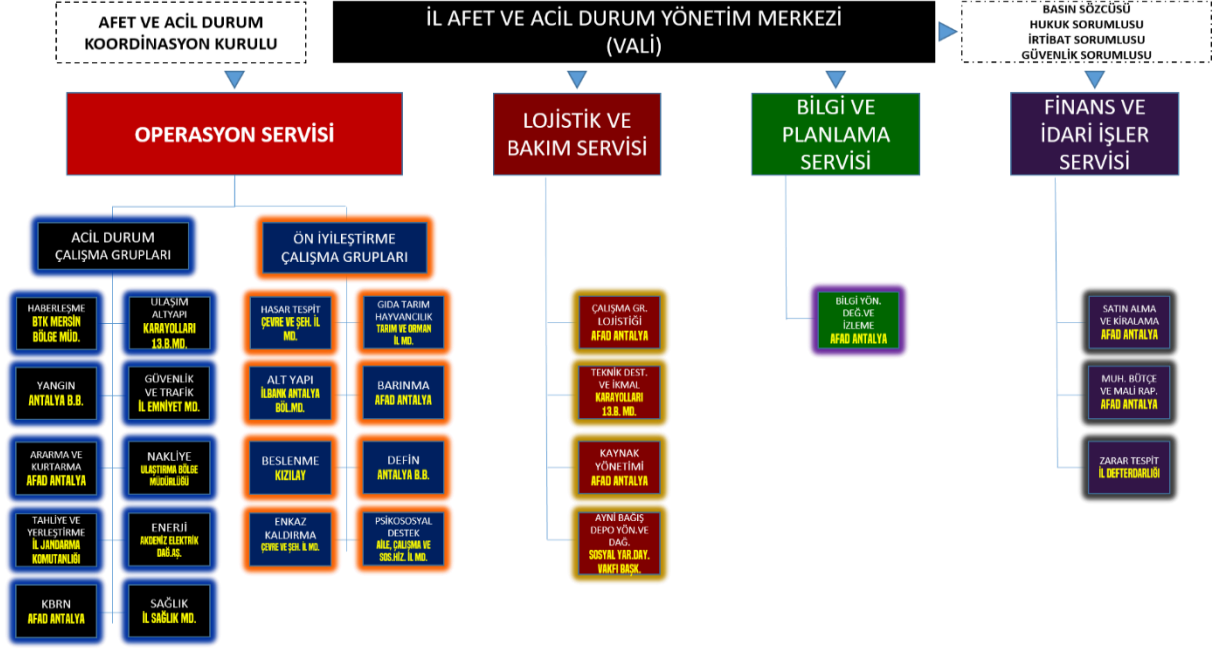 AFET VE ACİL DURUM
KOORDİNASYON KURULU
İL AFET VE ACİL DURUM YÖNETİM MERKEZİ
(VALİ)
BASIN SÖZCÜSÜ
HUKUK SORUMLUSU
İRTİBAT SORUMLUSU
GÜVENLİK SORUMLUSU
OPERASYON SERVİSİ
LOJİSTİK VE
BAKIM SERVİSİ
BİLGİ VE
PLANLAMA
SERVİSİ
FİNANS VE
İDARİ İŞLER
SERVİSİ
ACİL DURUM
ÇALIŞMA GRUPLARI
ÖN İYİLEŞTİRME
ÇALIŞMA GRUPLARI
HABERLEŞME
BTK MERSİN
BÖLGE MÜD.
ULAŞIM
ALTYAPI
KARAYOLLARI
13.B.MD.
YANGIN
ANTALYA B.B.
GÜVENLİK
VE TRAFİK
İL EMNİYET MD.
ARARMA VE
KURTARMA
AFAD ANTALYA
NAKLİYE
ULAŞTIRMA BÖLGE
MÜDÜRLÜĞÜ
TAHLİYE VE
YERLEŞTİRME
İL JANDARMA
KOMUTANLIĞI
ENERJİ
AKDENİZ ELEKTRİK
DAĞ.AŞ.
KBRN
AFAD ANTALYA
SAĞLIK
İL SAĞLIK MD.
HASAR TESPİT
ÇEVRE VE ŞEH. İL
MD.
GIDA TARIM
HAYVANCILIK
TARIM VE ORMAN
İL MD.
ALT YAPI
İLBANK ANTALYA
BÖL.MD.
BARINMA
AFAD ANTALYA
BESLENME
KIZILAY
DEFİN
ANTALYA B.B.
ENKAZ
KALDIRMA
ÇEVRE VE ŞEH. İL MD.
PSİKOSOSYAL
DESTEK
AİLE, ÇALIŞMA VE
SOS.HİZ. İL MD.
ÇALIŞMA GR.
LOJİSTİĞİ
AFAD ANTALYA
TEKNİK DEST.
VE İKMAL
KARAYOLLARI
13.B. MD.
KAYNAK
YÖNETİMİ
AFAD ANTALYA
AYNİ BAĞIŞ
DEPO YÖN.VE
DAĞ.
SOSYAL YAR.DAY.
VAKFI BAŞK.
BİLGİ YÖN.
DEĞ.VE
İZLEME
AFAD ANTALYA
SATIN ALMA
VE KİRALAMA
AFAD ANTALYA
MUH. BÜTÇE
VE MALİ RAP.
AFAD ANTALYA
ZARAR TESPİT
İL DEFTERDARLIĞI